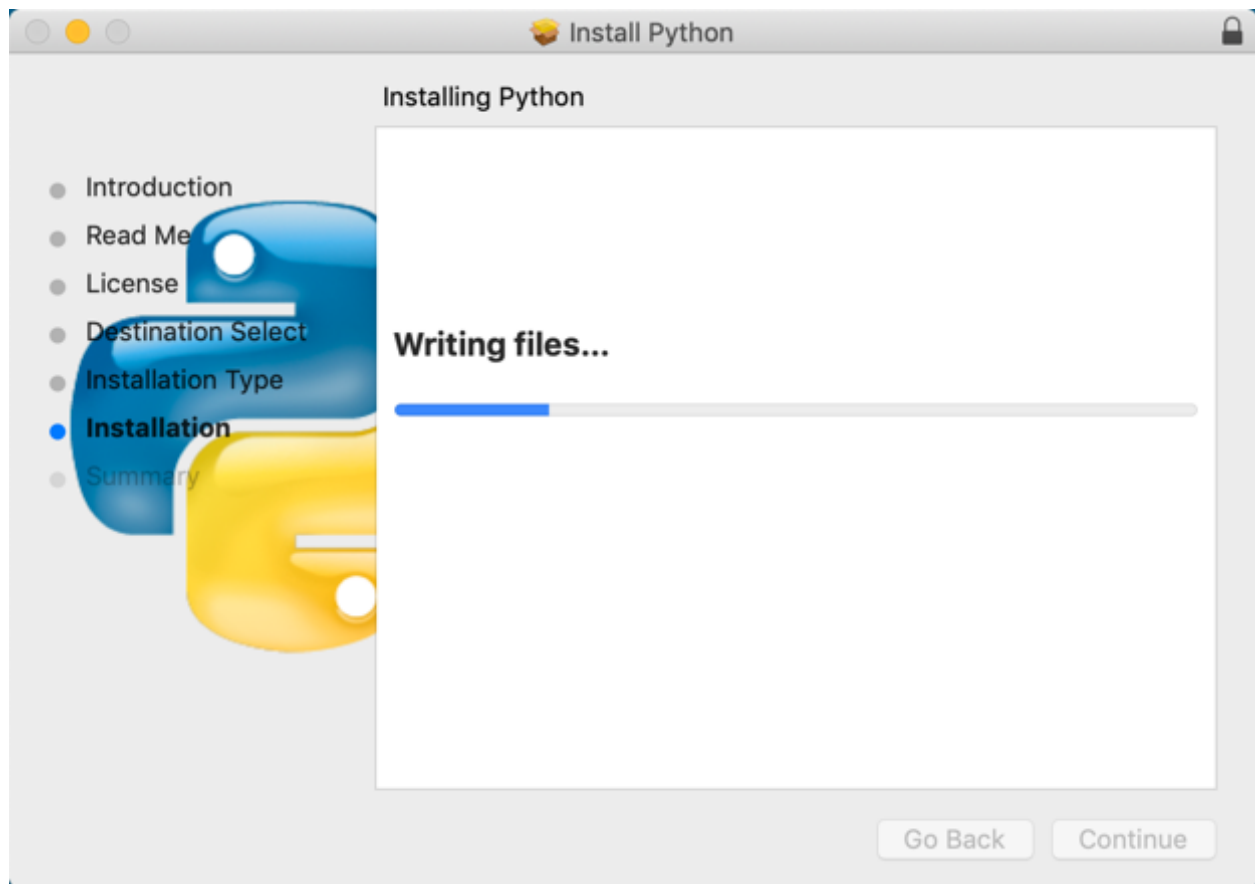 Install Python
Installing Python
Introduction
Read Me
License
Destination Select
Installation Type
Installation
Summary
Writing files...
Go Back
Continue